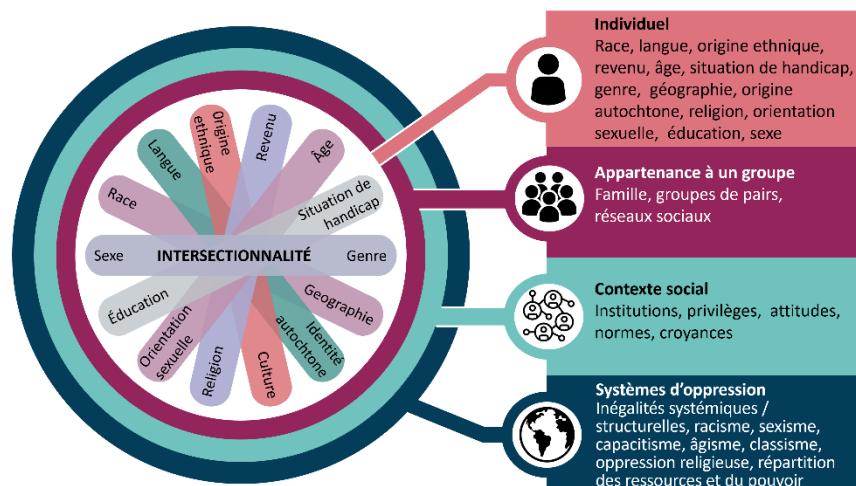 Origine
ethnique
Revenu
Langue
Âge
Race
Situation de
handicap
Sexe
INTERSECTIONNALITÉ
Genre
Éducation
Geographie
Orientation
sexuelle
Religion
Culture
Identité
autochtone
Individuel
Race, langue, origine ethnique,
revenu, âge, situation de handicap,
genre, géographie, origine
autochtone, religion, orientation
sexuelle, éducation, sexe
Appartenance à un groupe
Famille, groupes de pairs,
réseaux sociaux
Contexte social
Institutions, privilèges, attitudes,
normes, croyances
Systèmes d’oppression
Inégalités systémiques /
structurelles, racisme, sexisme,
capacitisme, âgisme, classisme,
oppression religieuse, répartition
des ressources et du pouvoir